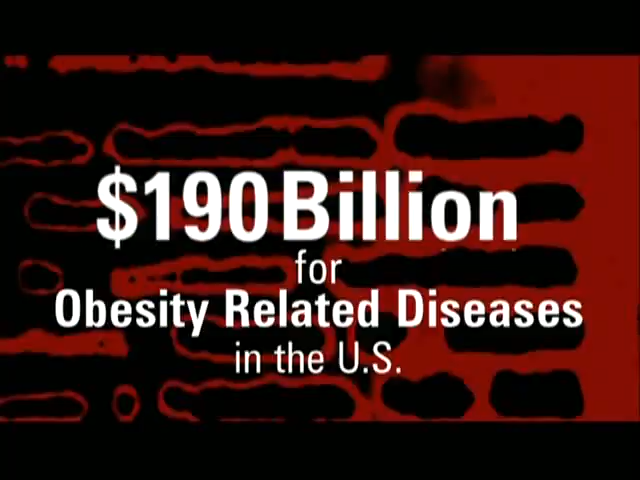 $190 Billion
for
Obesity Related Diseases
in the U.S.